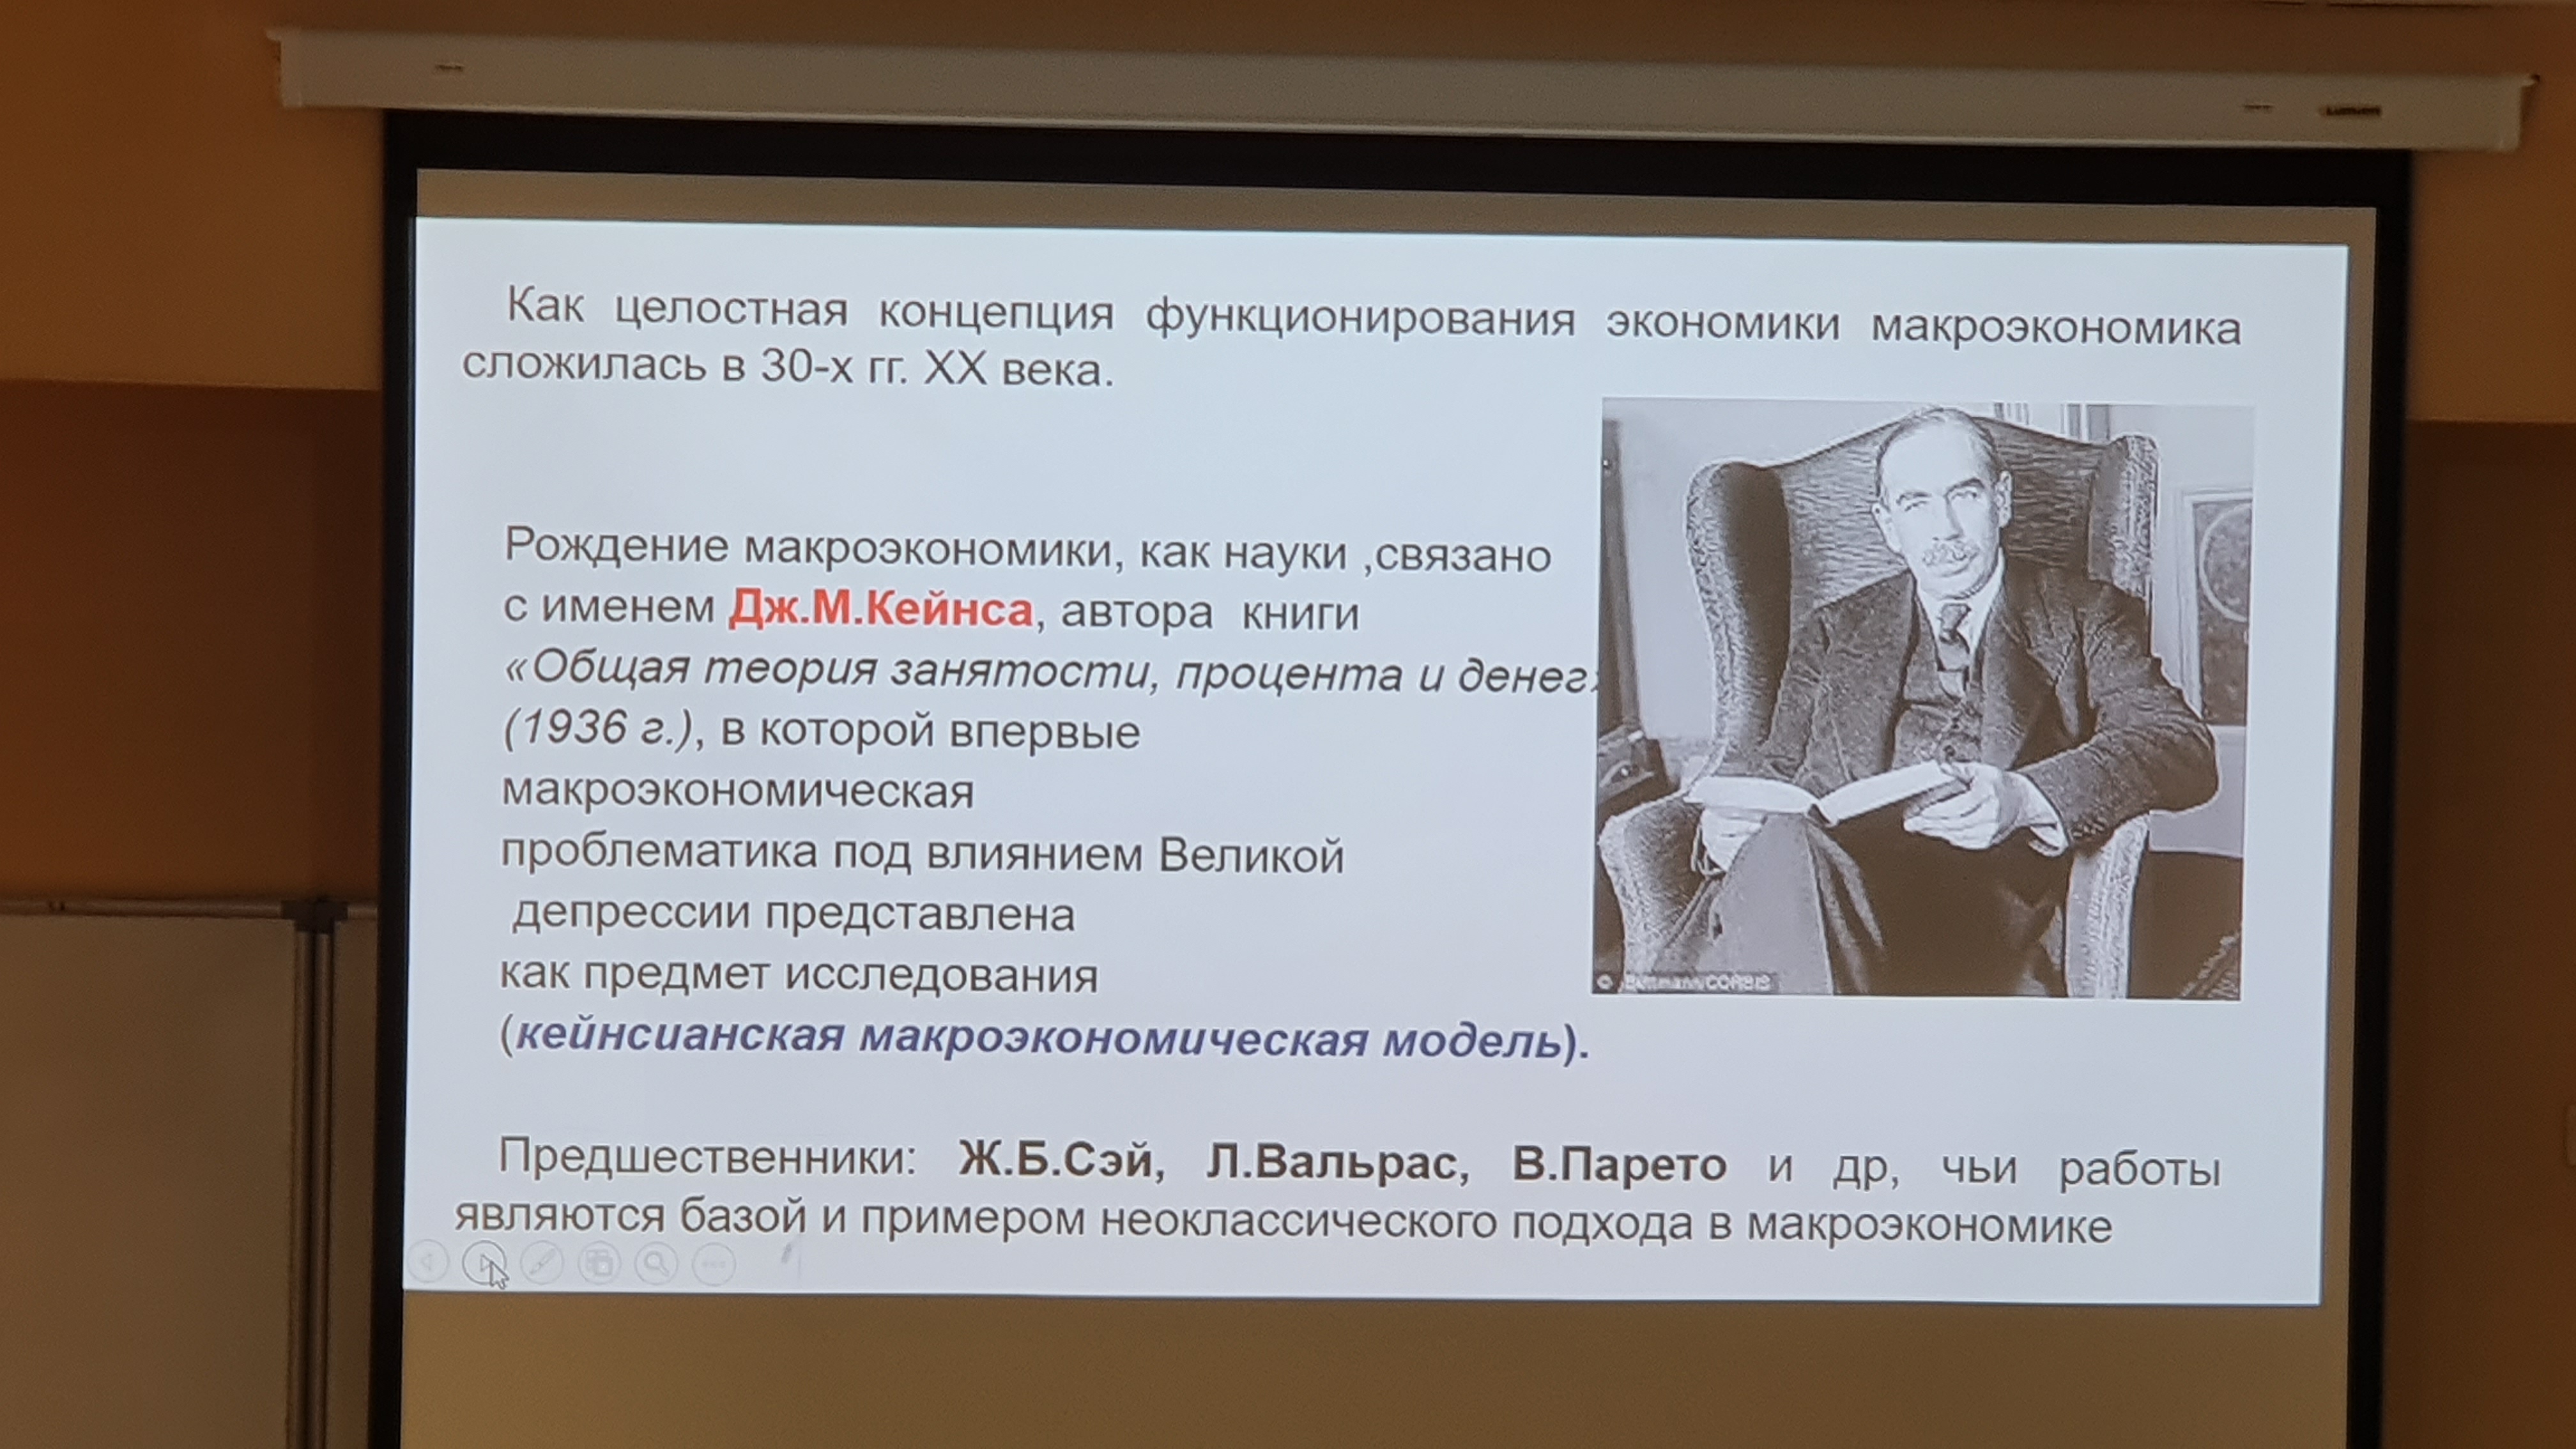 Как целостная концепция функционирования экономики макроэкономика
сложилась в 30-х гг. XX века.
Рождение макроэкономики, как науки ,связано
с именем Дж.М.Кейнса, автора книги
«Общая теория занятости, процента и денег»
(1936 г.), в которой впервые
макроэкономическая
проблематика под влиянием Великой
депрессии представлена
как предмет исследования
(кейнсианская макроэкономическая модель).
© Bettmann/CORBIS
Предшественники: Ж.Б.Сэй, Л.Вальрас, В.Парето и др, чьи работы
являются базой и примером неоклассического подхода в макроэкономике